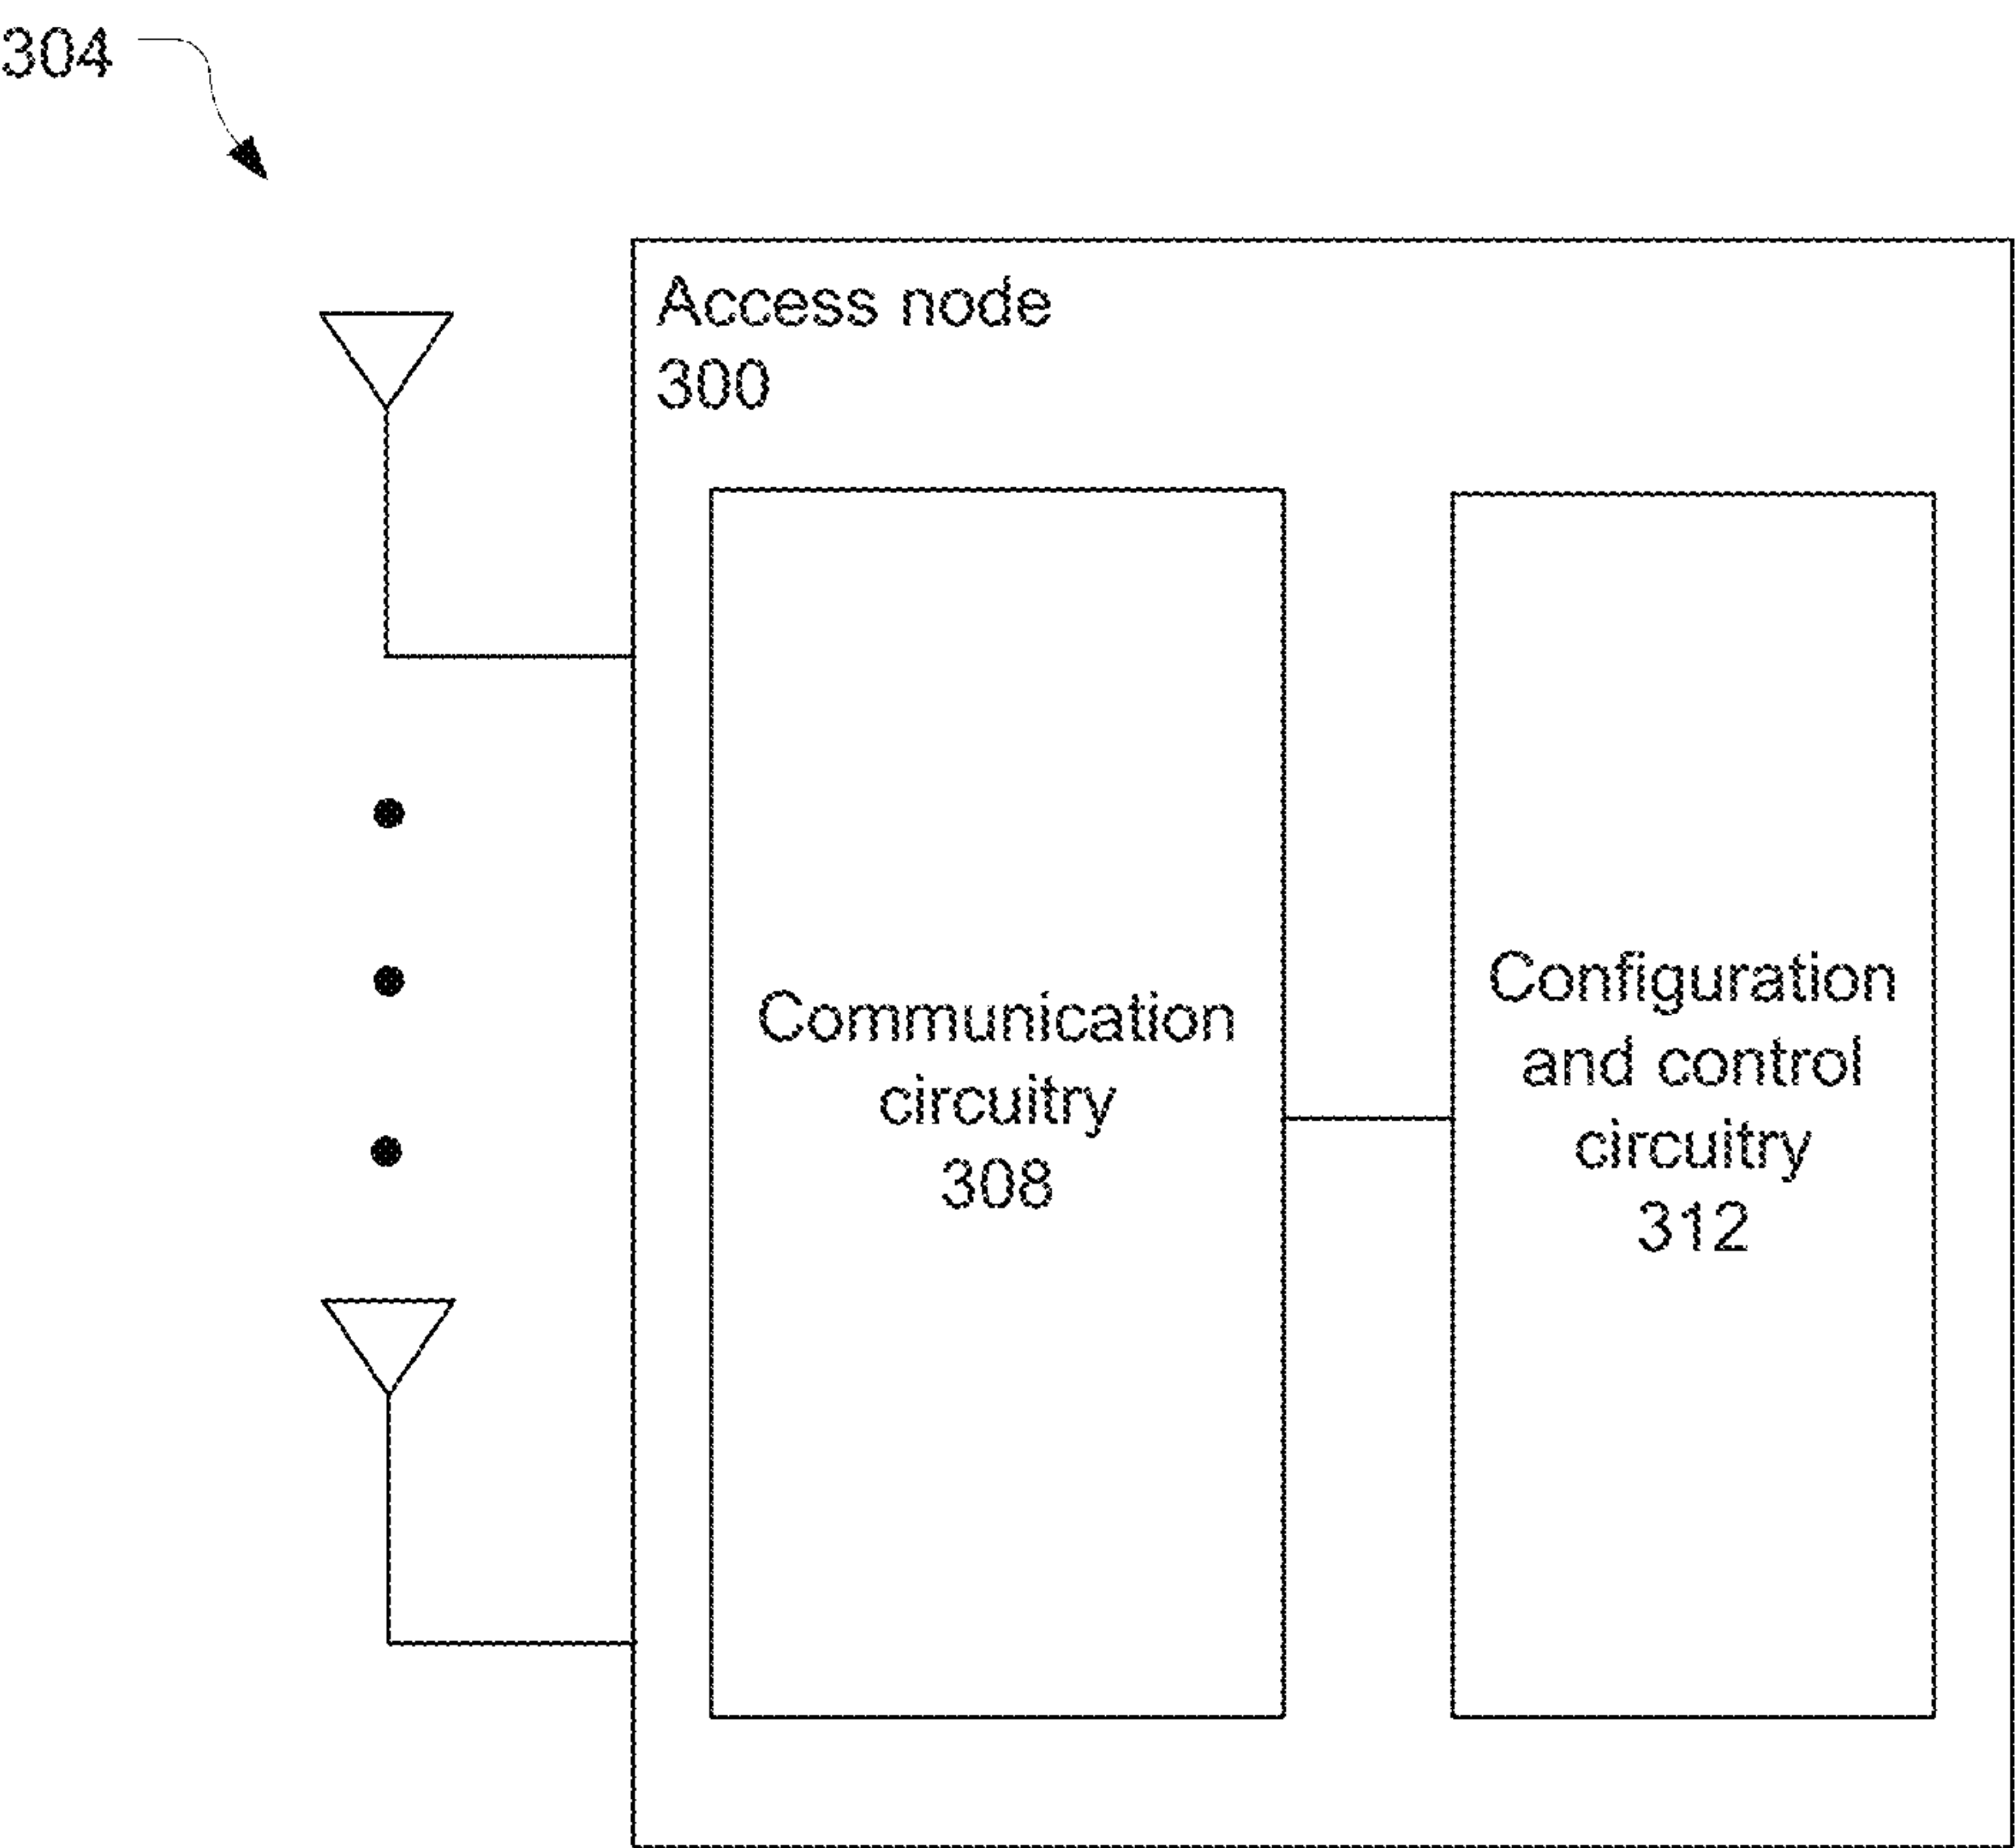 304
Access node
300
Communication
circuitry
308
Configuration
and control
circuitry
312